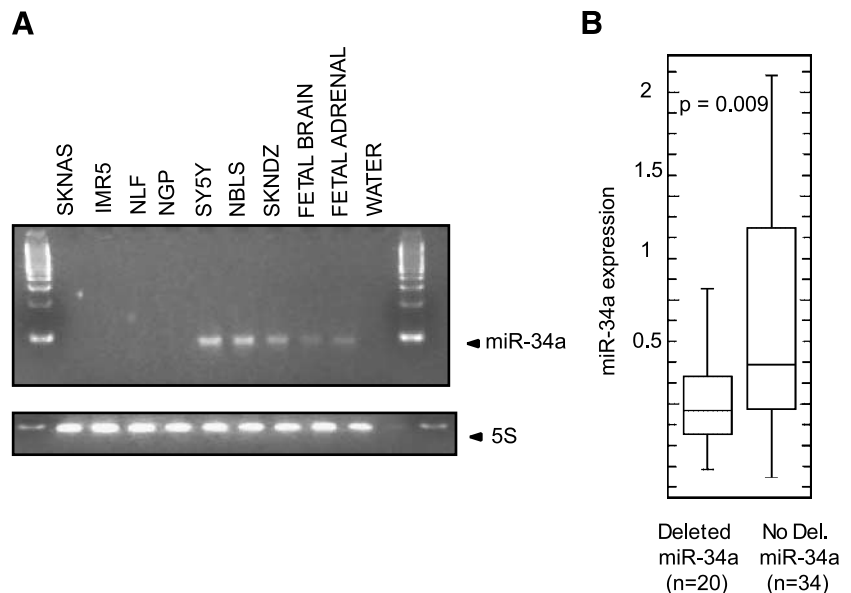 A
SKNAS
IMR5
NLF
NGP
SY5Y
NBLS
SKNDZ
FETAL BRAIN
FETAL ADRENAL
WATER
miR-34a
5S
B
p = 0.009
2
1.5
1
0.5
miR-34a expression
Deleted
miR-34a
(n=20)
No Del.
miR-34a
(n=34)